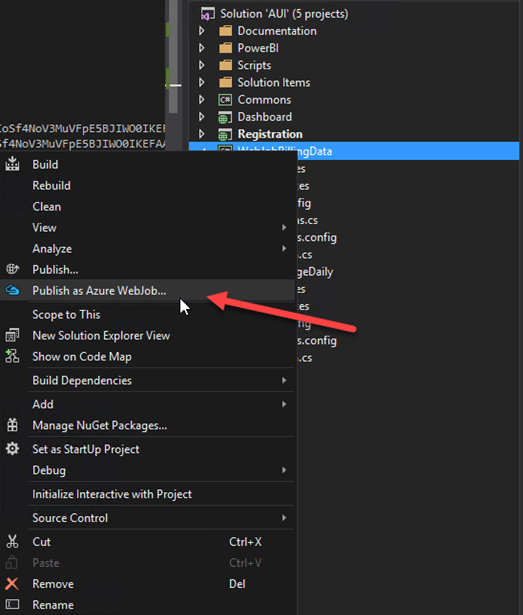 Solution 'AUI' (5 projects)
Documentation
PowerBI
Scripts
Solution Items
Commons
Dashboard
Registration
WebJobBillingData
oSf4NoV3MuVFpE5BJIWO0IKEF
Sf4NoV3MuVFpE5BJIWO0IKEFAA
Build
Rebuild
Clean
View
Analyze
Publish...
Publish as Azure WebJob...
Scope to This
New Solution Explorer View
Show on Code Map
Build Dependencies
Add
Manage NuGet Packages...
Set as StartUp Project
Debug
Initialize Interactive with Project
Source Control
Cut Ctrl+X
Paste Ctrl+V
Remove Del
Rename
es
es
fig
s.cs
s.config
.cs
geDaily
es
es
fig
s.config
.cs